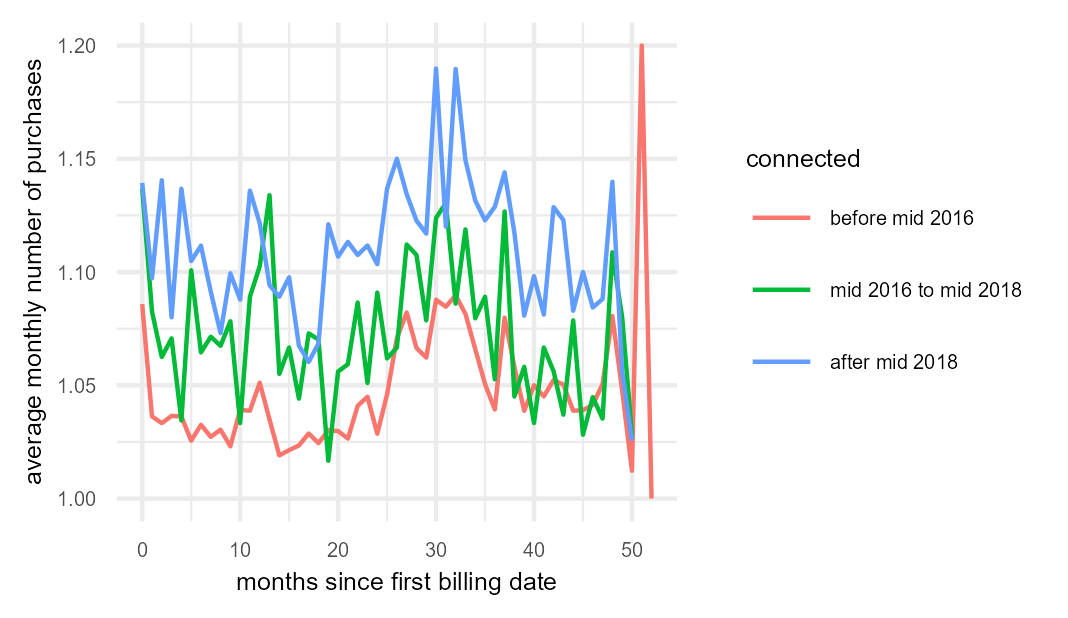 average monthly number of purchases
1.20
1.15
1.10
1.05
1.00
0
10
20
30
40
50
months since first billing date
connected
before mid 2016
mid 2016 to mid 2018
after mid 2018